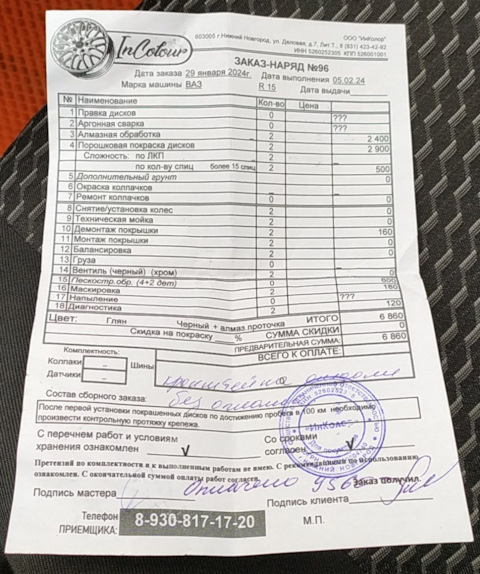 InColour
ООО "ИнКолор"
603005 г.Нижний Новгород, ул. Деловая, д.7, Лит.Т., 8 (831) 423-42-92
ИНН 5260252305 КПП 526001001
ЗАКАЗ-НАРЯД №96
Дата заказа 29 января 2024г. Дата выполнения 05.02.24
Марка машины ВАЗ R 15 Дата выдачи
№ Наименование Кол-во Цена
1 Правка дисков 0 ???
2 Аргонная сварка 0 ???
3 Алмазная обработка 2 2 400
4 Порошковая покраска дисков 2 2 900
Сложность: по ЛКП 2 _
по кол-ву спиц более 15 спиц 2 500
5 Дополнительный грунт 0 0
6 Окраска колпачков _ _
7 Ремонт колпачков 0 0
8 Снятие/установка колес 2 0
9 Техническая мойка 2 0
10 Демонтаж покрышки 2 160
11 Монтаж покрышки 2 0
12 Балансировка 2 0
13 Груза 0
14 Вентиль (черный) (хром) 2 0
15 Пескостр.обр. (4+2 дет) 0 600
16 Маскировка 2 180
17 Напыление 0 ???
18 Диагностика 2 120
Цвет: Глян Черный + алмаз.проточка ИТОГО 6 860
Скидка на покраску % СУММА СКИДКИ 0
ПРЕДВАРИТЕЛЬНАЯ СУММА: 6 860
ВСЕГО К ОПЛАТЕ:
Комплектность:
Колпаки _ Шины
Датчики _
без оплаты
Состав сборного заказа:
После первой установки покрашенных дисков по достижению пробега в 100 км необходимо
произвести контрольную протяжку крепежа.
"ИнКолор"
С перечнем работ и условиям
хранения ознакомлен V
Со сроками
согласен V
Претензий по комплектности и к выполненным работам не имею. С рекомендациями по использованию
ознакомлен. С окончательной суммой оплаты работ согласен. Заказ получил.
Оплачено
Подпись мастера Подпись клиента
Телефон
ПРИЕМЩИКА: 8-930-817-17-20 М.П.